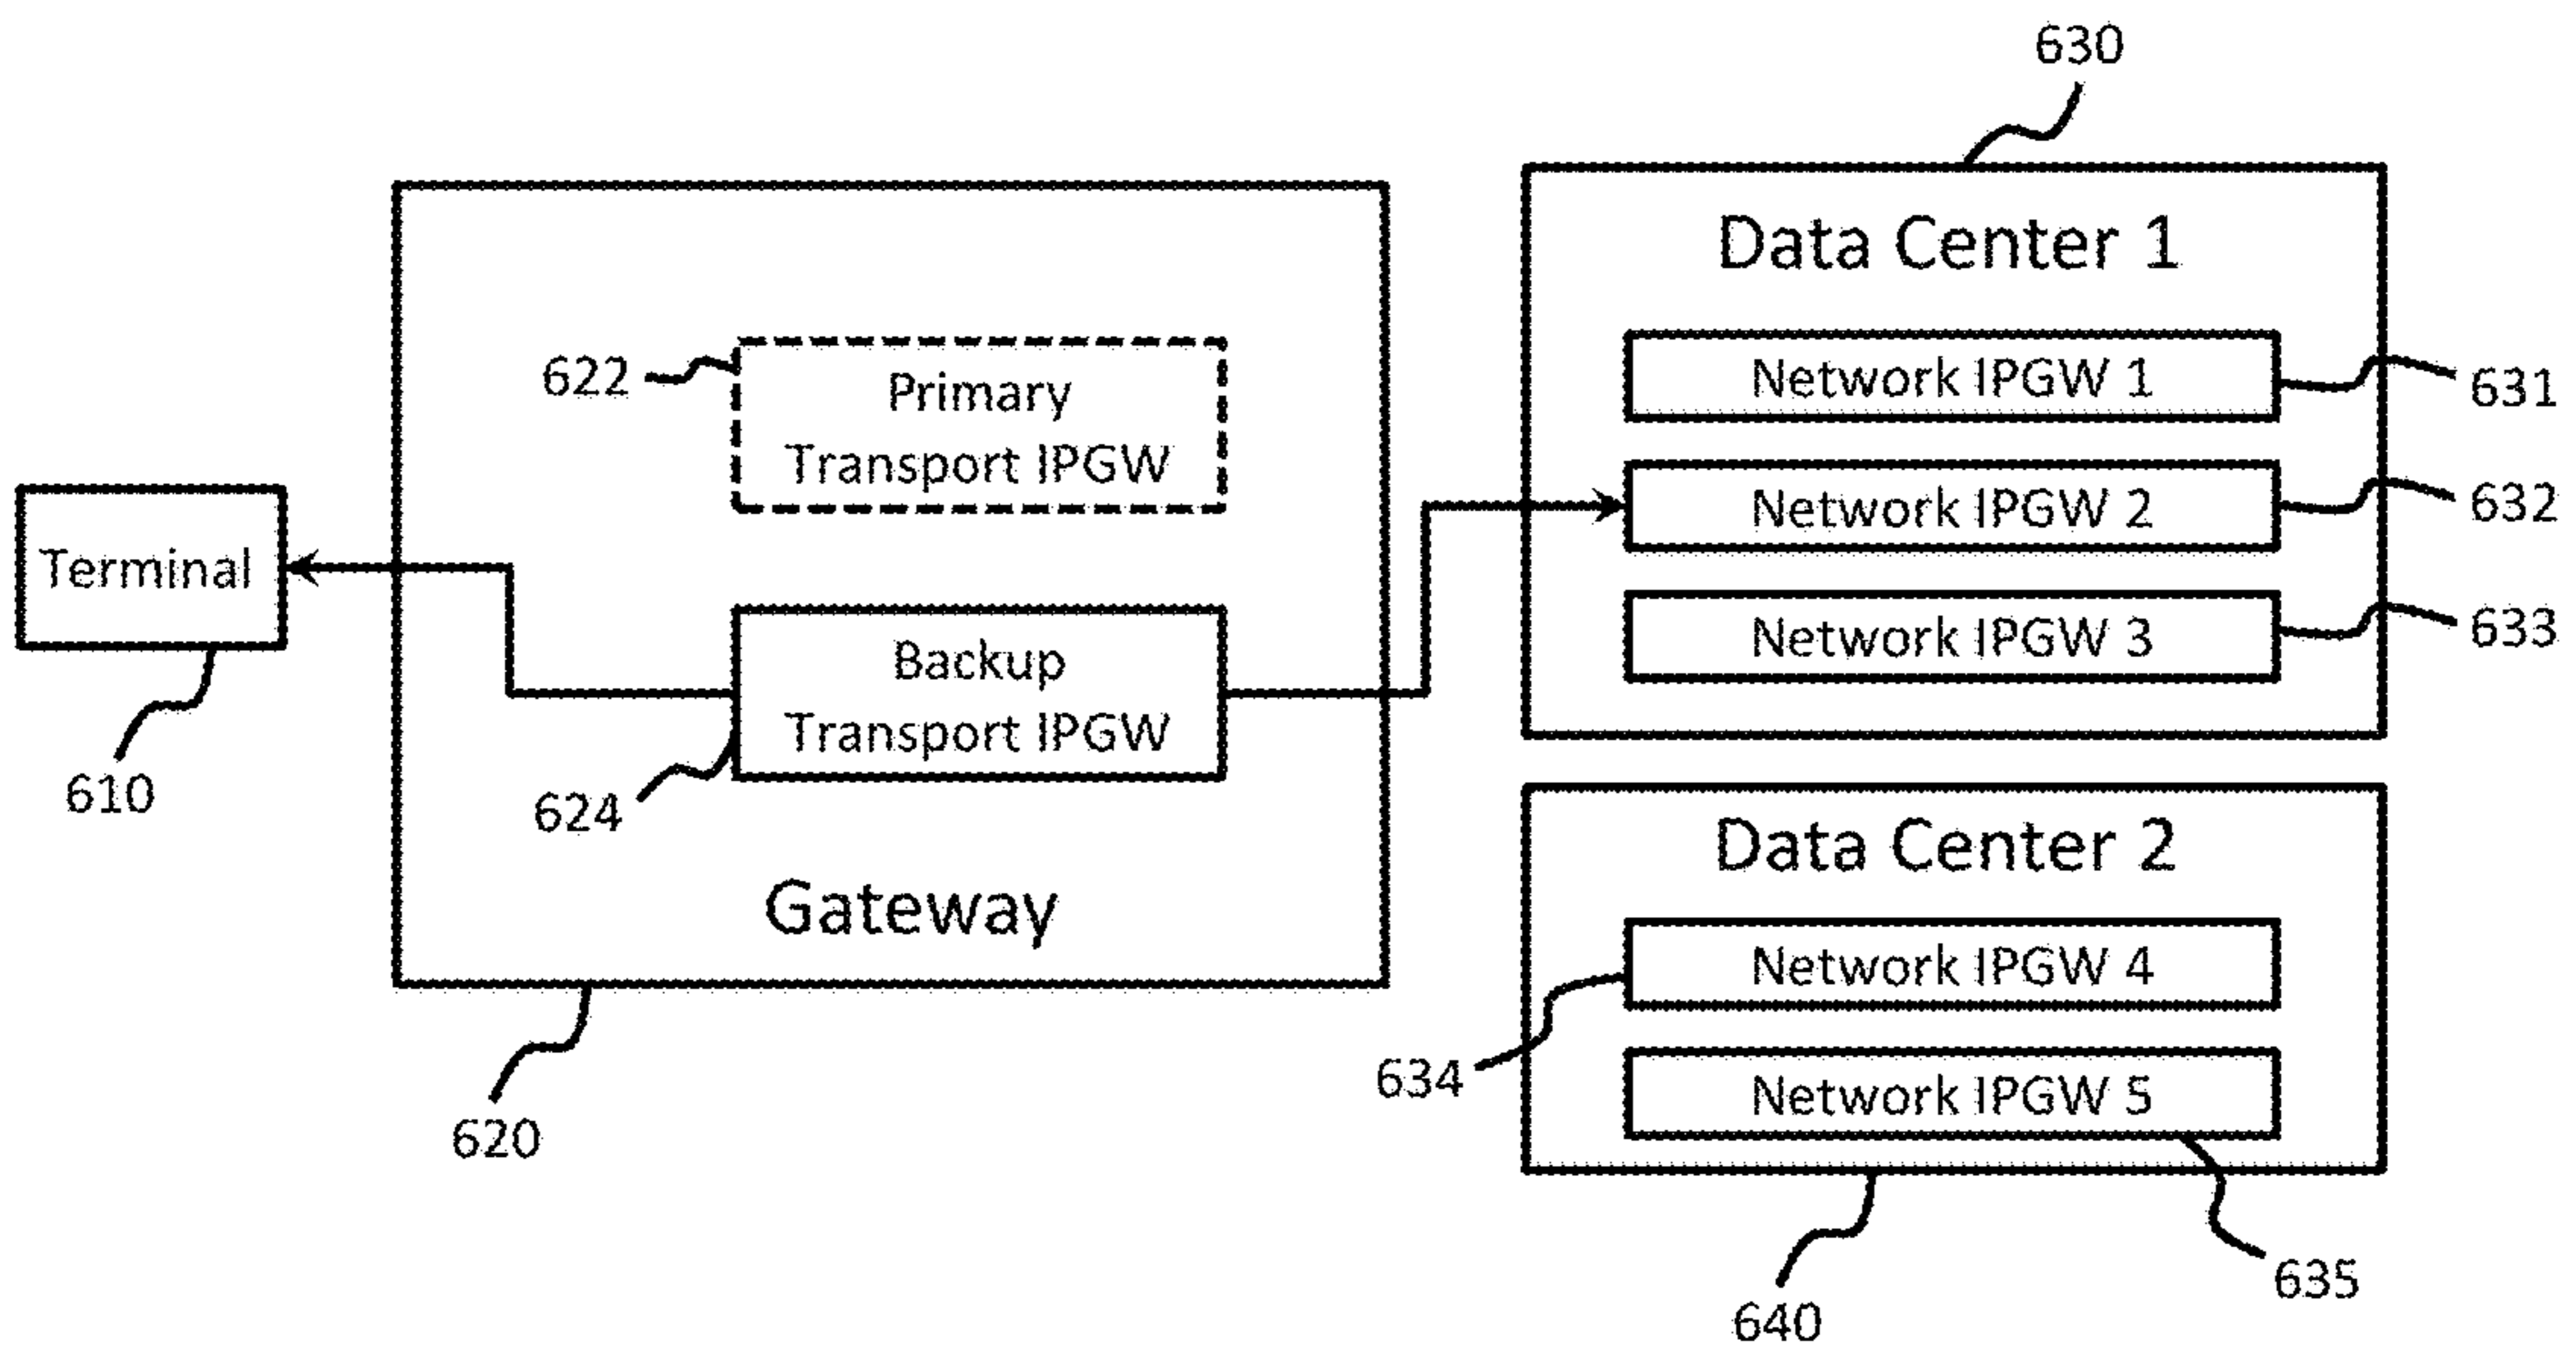 630
Data Center 1
Network IPGW 1
631
Network IPGW 2
632
Network IPGW 3
633
622
Primary
Transport IPGW
Terminal
610
Backup
Transport IPGW
624
Gateway
620
Data Center 2
Network IPGW 4
634
Network IPGW 5
635
640